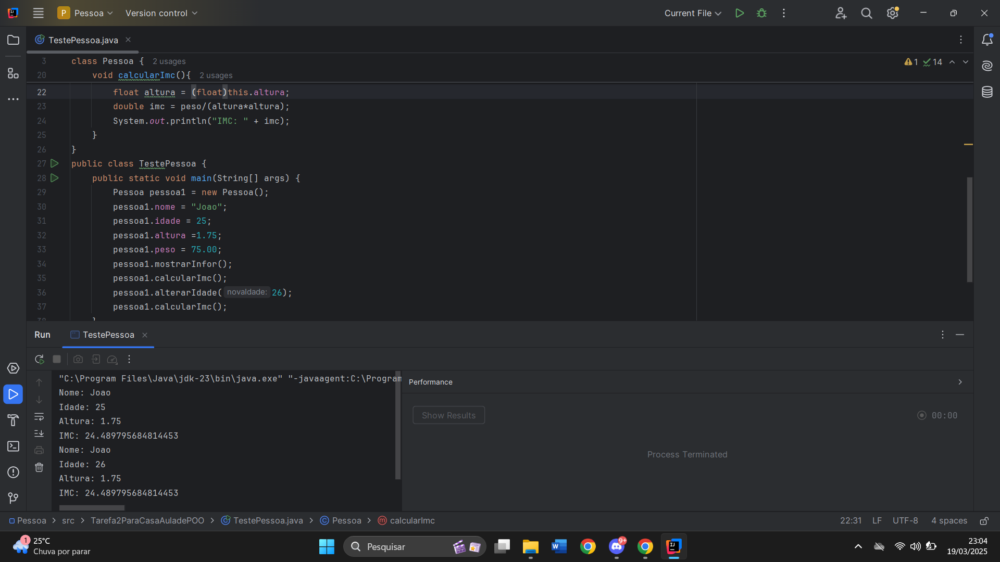 P Pessoa Version control Current File
TestePessoa.java
3 class Pessoa { 2 usages
1 14
20 void calcularImc(){ 2 usages
22 float altura = (float)this.altura;
23 double imc = peso/(altura*altura);
24 System.out.println("IMC: " + imc);
25 }
26 }
27 public class TestePessoa {
28 public static void main(String[] args) {
29 Pessoa pessoa1 = new Pessoa();
30 pessoa1.nome = "Joao";
31 pessoa1.idade = 25;
32 pessoa1.altura =1.75;
33 pessoa1.peso = 75.00;
34 pessoa1.mostrarInfor();
35 pessoa1.calcularImc();
36 pessoa1.alterarIdade( novaIdade: 26);
37 pessoa1.calcularImc();
38 }
Run TestePessoa
"C:\Program Files\Java\jdk-23\bin\java.exe" "-javaagent:C:\Program
Nome: Joao
Idade: 25
Altura: 1.75
IMC: 24.489795684814453
Nome: Joao
Idade: 26
Altura: 1.75
IMC: 24.489795684814453
Performance
Show Results 00:00
Process Terminated
Pessoa > src > Tarefa2ParaCasaAuladePOO > TestePessoa.java > Pessoa > calcularImc 22:31 LF UTF-8 4 spaces
1 25°C
Chuva por parar
Pesquisar
9+
23:04
19/03/2025